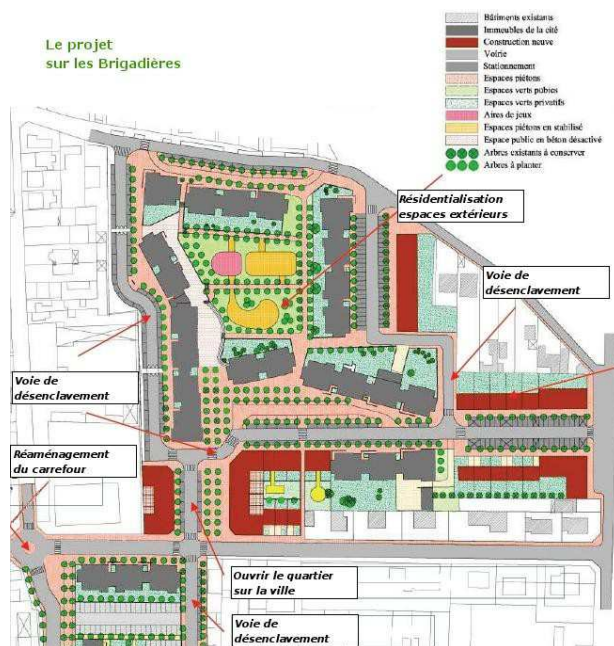 Le projet
sur les Brigadières
Bâtiments existants
Immeubles de la cité
Construction neuve
Voirie
Stationnement
Espaces piétons
Espaces verts publics
Espaces verts privatifs
Aires de jeux
Espaces piétons en stabilisé
Espace public en béton désactivé
Arbres existants à conserver
Arbres à planter
Résidentialisation
espaces extérieurs
Voie de
désenclavement
Voie de
désenclavement
Réaménagement
du carrefour
Ouvrir le quartier
sur la ville
Voie de
désenclavement